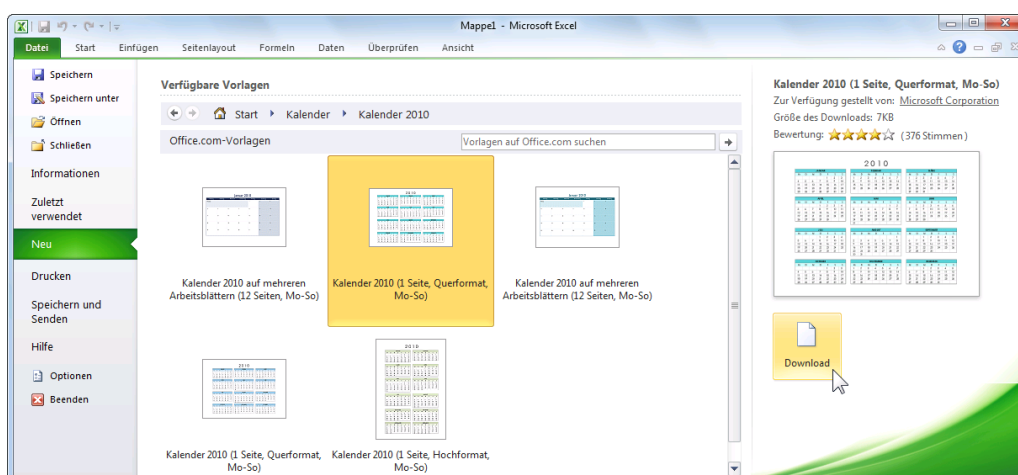 Mappe1 - Microsoft Excel
Datei Start Einfügen Seitenlayout Formeln Daten Überprüfen Ansicht
Speichern
Speichern unter
Öffnen
Schließen
Informationen
Zuletzt
verwendet
Neu
Drucken
Speichern und
Senden
Hilfe
Optionen
Beenden
Verfügbare Vorlagen
Start Kalender Kalender 2010
Office.com-Vorlagen
Vorlagen auf Office.com suchen
Kalender 2010 auf mehreren
Arbeitsblättern (12 Seiten, Mo-So)
Kalender 2010 (1 Seite, Querformat,
Mo-So)
Kalender 2010 auf mehreren
Arbeitsblättern (12 Seiten, Mo-So)
Kalender 2010 (1 Seite, Querformat,
Mo-So)
Kalender 2010 (1 Seite, Hochformat,
Mo-So)
Kalender 2010 (1 Seite, Querformat, Mo-So)
Zur Verfügung gestellt von: Microsoft Corporation
Größe des Downloads: 7KB
Bewertung: (376 Stimmen)
2010
Download